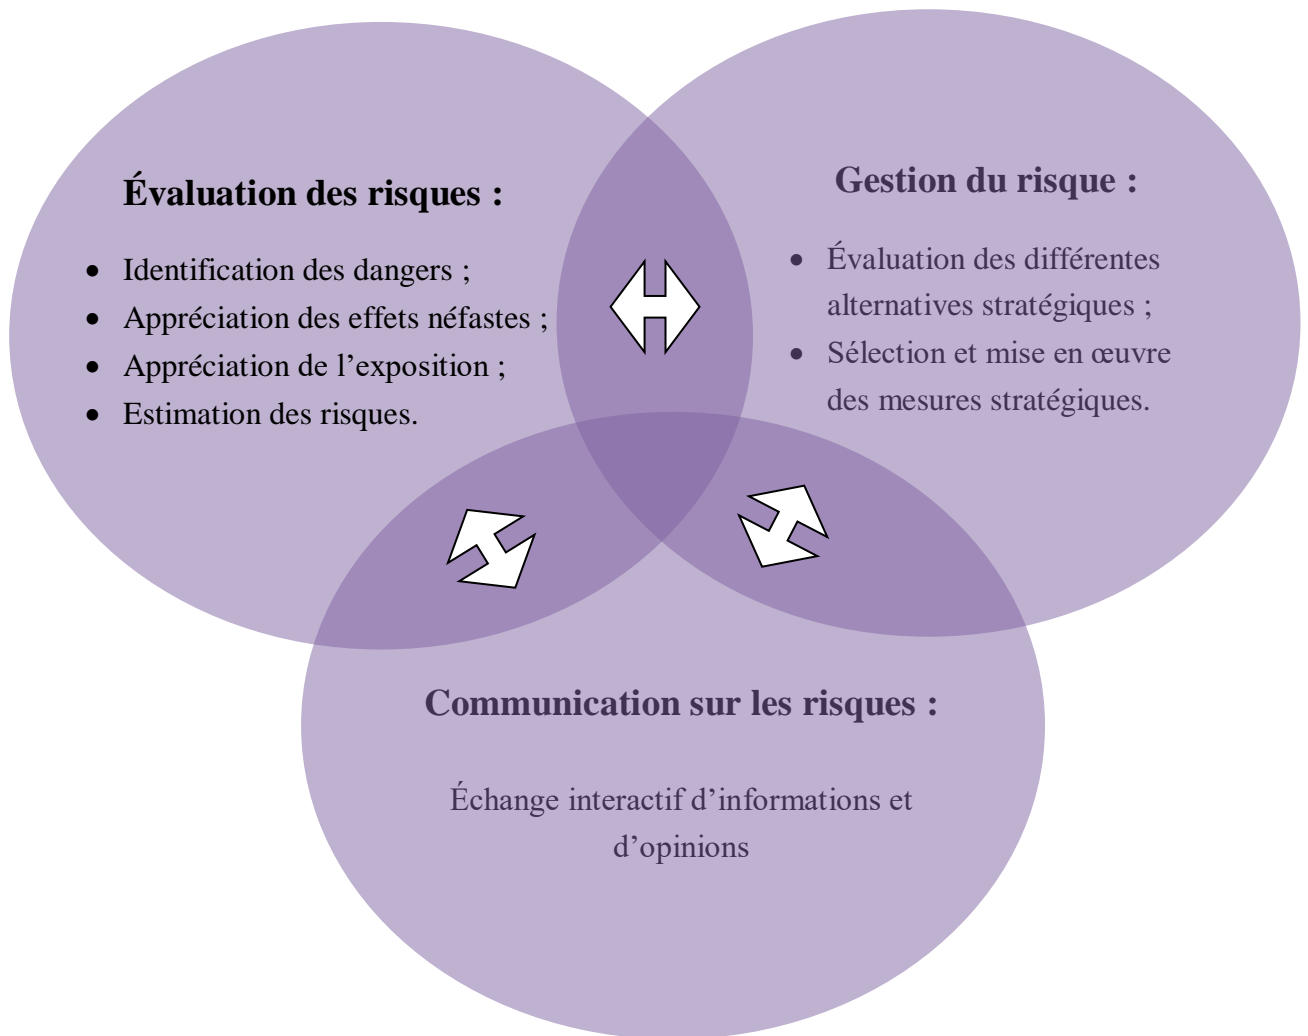 Évaluation des risques :
• Identification des dangers ;
• Appréciation des effets néfastes ;
• Appréciation de l’exposition ;
• Estimation des risques.
Gestion du risque :
• Évaluation des différentes
alternatives stratégiques ;
• Sélection et mise en œuvre
des mesures stratégiques.
Communication sur les risques :
Échange interactif d’informations et
d’opinions